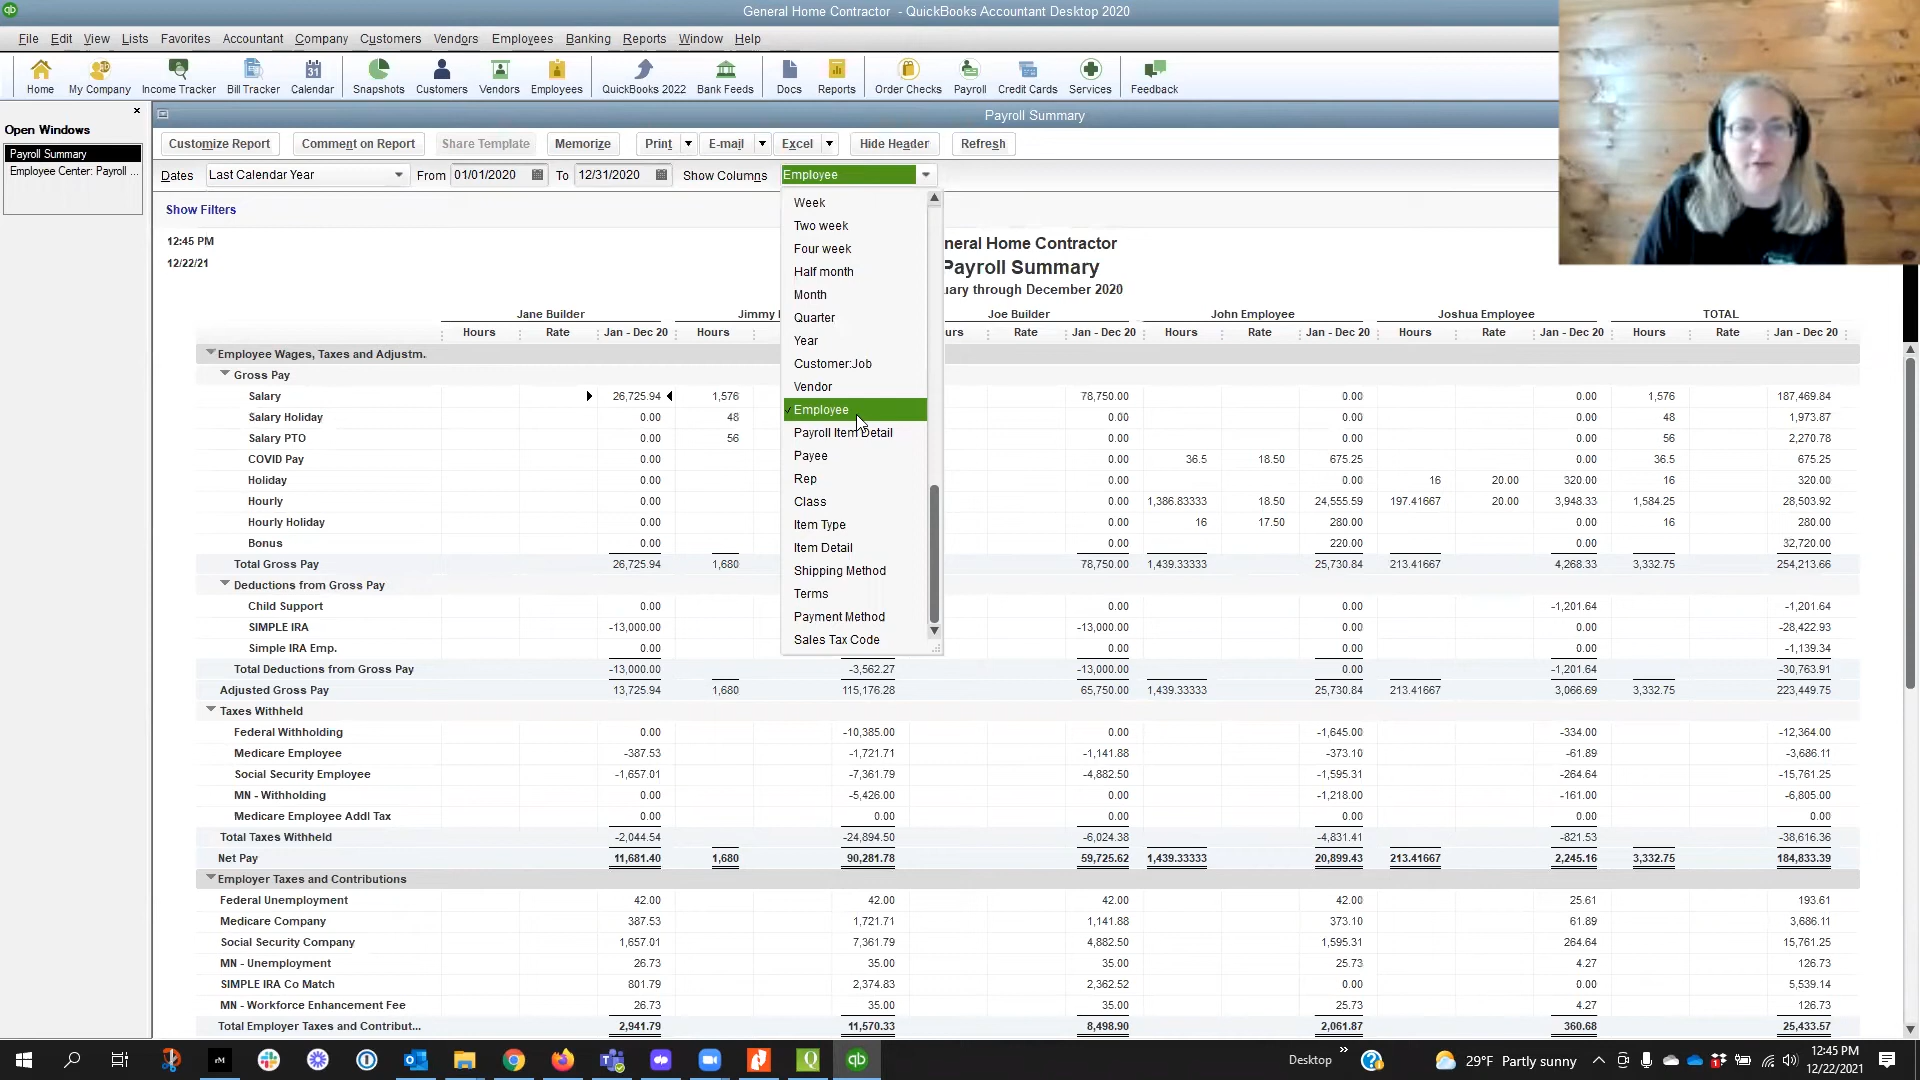 General Home Contractor - QuickBooks Accountant Desktop 2020
File Edit View Lists Favorites Accountant Company Customers Vendors Employees Banking Reports Window Help
Home My Company Income Tracker Bill Tracker Calendar Snapshots Customers Vendors Employees QuickBooks 2022 Bank Feeds Docs Reports Order Checks Payroll Credit Cards Services Feedback
Open Windows
Payroll Summary
Employee Center: Payroll ...
Payroll Summary
Customize Report Comment on Report Share Template Memorize Print E-mail Excel Hide Header Refresh
Dates Last Calendar Year From 01/01/2020 To 12/31/2020 Show Columns Employee
Show Filters
Week
Two week
Four week
Half month
Month
Quarter
Year
Customer:Job
Vendor
Employee
Payroll Item Detail
Payee
Rep
Class
Item Type
Item Detail
Shipping Method
Terms
Payment Method
Sales Tax Code
12:45 PM
12/22/21
neral Home Contractor
Payroll Summary
uary through December 2020
Jane Builder Jimmy Joe Builder John Employee Joshua Employee TOTAL
Hours Rate Jan - Dec 20 Hours urs Rate Jan - Dec 20 Hours Rate Jan - Dec 20 Hours Rate Jan - Dec 20 Hours Rate Jan - Dec 20
Employee Wages, Taxes and Adjustm.
Gross Pay
Salary 26,725.94 1,576 78,750.00 0.00 0.00 1,576 187,469.84
Salary Holiday 0.00 48 0.00 0.00 0.00 48 1,973.87
Salary PTO 0.00 56 0.00 0.00 0.00 56 2,270.78
COVID Pay 0.00 0.00 36.5 18.50 675.25 0.00 36.5 675.25
Holiday 0.00 0.00 0.00 16 20.00 320.00 16 320.00
Hourly 0.00 0.00 1,386.83333 18.50 24,555.59 197.41667 20.00 3,948.33 1,584.25 28,503.92
Hourly Holiday 0.00 0.00 16 17.50 280.00 0.00 16 280.00
Bonus 0.00 0.00 220.00 0.00 32,720.00
Total Gross Pay 26,725.94 1,680 78,750.00 1,439.33333 25,730.84 213.41667 4,268.33 3,332.75 254,213.66
Deductions from Gross Pay
Child Support 0.00 0.00 0.00 -1,201.64 -1,201.64
SIMPLE IRA -13,000.00 -13,000.00 0.00 0.00 -28,422.93
Simple IRA Emp. 0.00 0.00 0.00 0.00 -1,139.34
Total Deductions from Gross Pay -13,000.00 -3,562.27 -13,000.00 0.00 -1,201.64 -30,763.91
Adjusted Gross Pay 13,725.94 1,680 115,176.28 65,750.00 1,439.33333 25,730.84 213.41667 3,066.69 3,332.75 223,449.75
Taxes Withheld
Federal Withholding 0.00 -10,385.00 0.00 -1,645.00 -334.00 -12,364.00
Medicare Employee -387.53 -1,721.71 -1,141.88 -373.10 -61.89 -3,686.11
Social Security Employee -1,657.01 -7,361.79 -4,882.50 -1,595.31 -264.64 -15,761.25
MN - Withholding 0.00 -5,426.00 0.00 -1,218.00 -161.00 -6,805.00
Medicare Employee Addl Tax 0.00 0.00 0.00 0.00 0.00 0.00
Total Taxes Withheld -2,044.54 -24,894.50 -6,024.38 -4,831.41 -821.53 -38,616.36
Net Pay 11,681.40 1,680 90,281.78 59,725.62 1,439.33333 20,899.43 213.41667 2,245.16 3,332.75 184,833.39
Employer Taxes and Contributions
Federal Unemployment 42.00 42.00 42.00 42.00 25.61 193.61
Medicare Company 387.53 1,721.71 1,141.88 373.10 61.89 3,686.11
Social Security Company 1,657.01 7,361.79 4,882.50 1,595.31 264.64 15,761.25
MN - Unemployment 26.73 35.00 35.00 25.73 4.27 126.73
SIMPLE IRA Co Match 801.79 2,374.83 2,362.52 0.00 0.00 5,539.14
MN - Workforce Enhancement Fee 26.73 35.00 35.00 25.73 4.27 126.73
Total Employer Taxes and Contribut... 2,941.79 11,570.33 8,498.90 2,061.87 360.68 25,433.57
Desktop 29°F Partly sunny 12:45 PM
12/22/2021